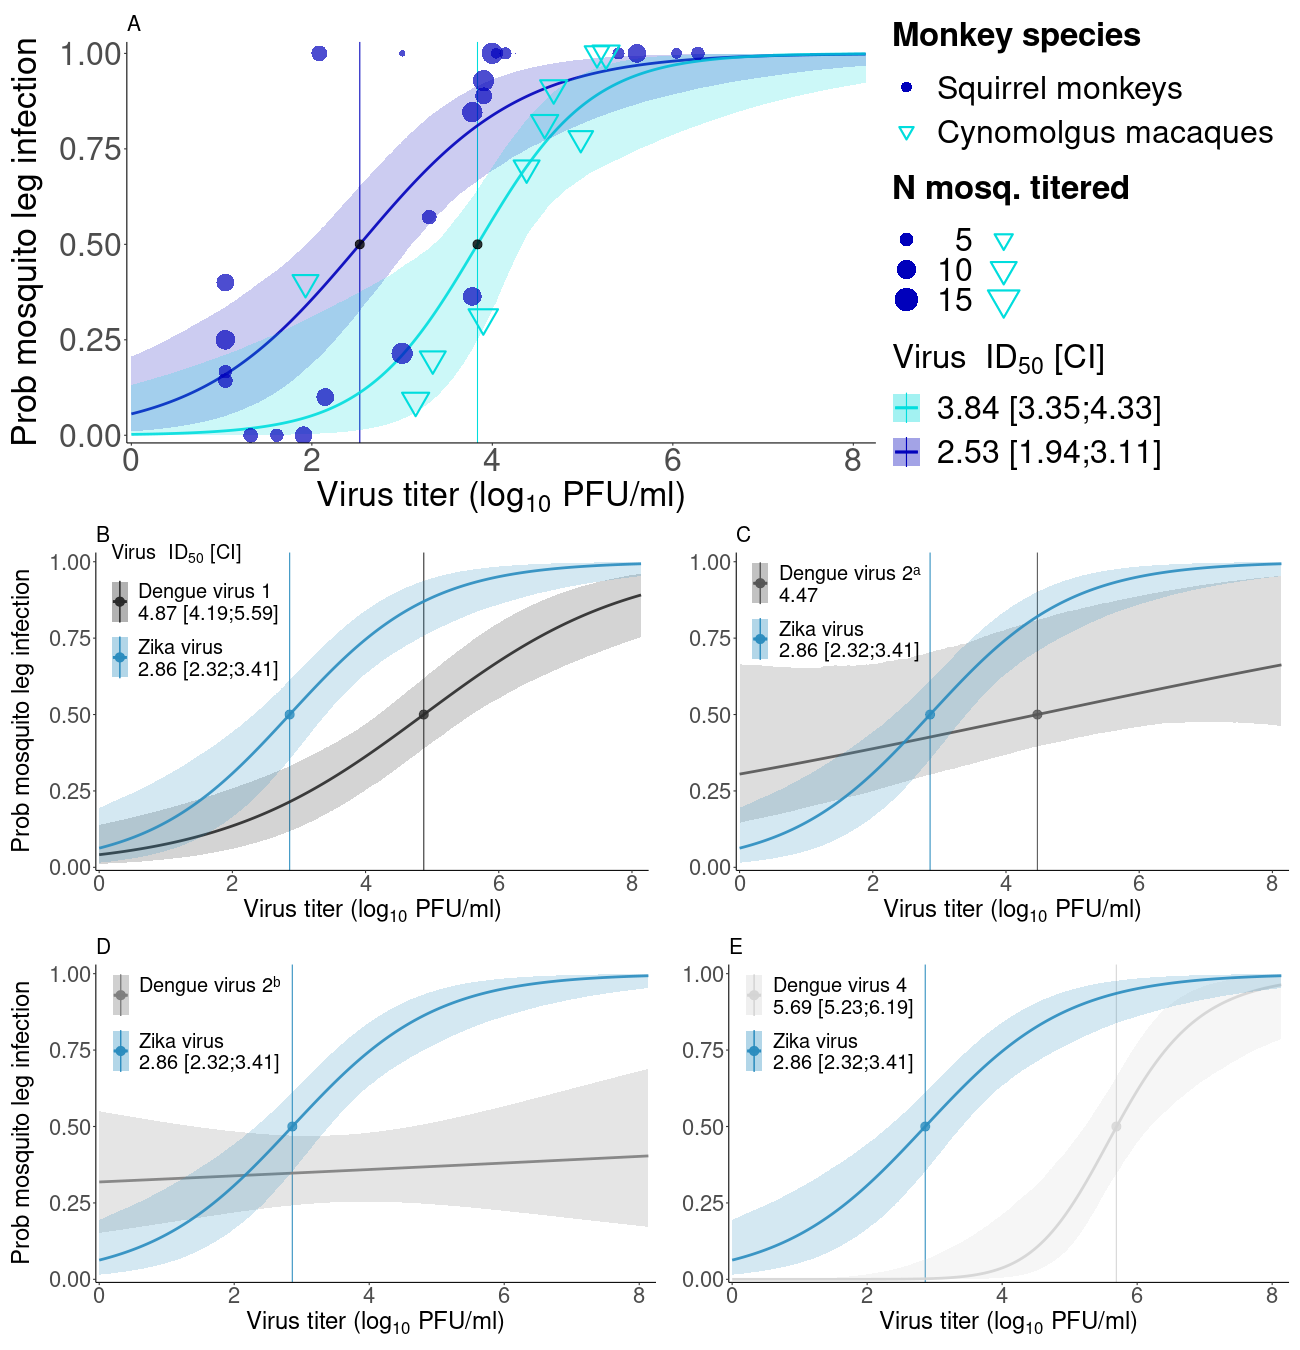 A
1.00
0.75
0.50
0.25
0.00
Prob mosquito leg infection
0 2 4 6 8
Virus titer (log₁₀ PFU/ml)
Monkey species
Squirrel monkeys
Cynomolgus macaques
N mosq. titered
5
10
15
Virus ID₅₀ [CI]
3.84 [3.35;4.33]
2.53 [1.94;3.11]
B
Virus ID₅₀ [CI]
Dengue virus 1
4.87 [4.19;5.59]
Zika virus
2.86 [2.32;3.41]
1.00
0.75
0.50
0.25
0.00
Prob mosquito leg infection
0 2 4 6 8
Virus titer (log₁₀ PFU/ml)
C
Dengue virus 2ᵃ
4.47
Zika virus
2.86 [2.32;3.41]
1.00
0.75
0.50
0.25
0.00
0 2 4 6 8
Virus titer (log₁₀ PFU/ml)
D
Dengue virus 2ᵇ
Zika virus
2.86 [2.32;3.41]
1.00
0.75
0.50
0.25
0.00
Prob mosquito leg infection
0 2 4 6 8
Virus titer (log₁₀ PFU/ml)
E
Dengue virus 4
5.69 [5.23;6.19]
Zika virus
2.86 [2.32;3.41]
1.00
0.75
0.50
0.25
0.00
0 2 4 6 8
Virus titer (log₁₀ PFU/ml)